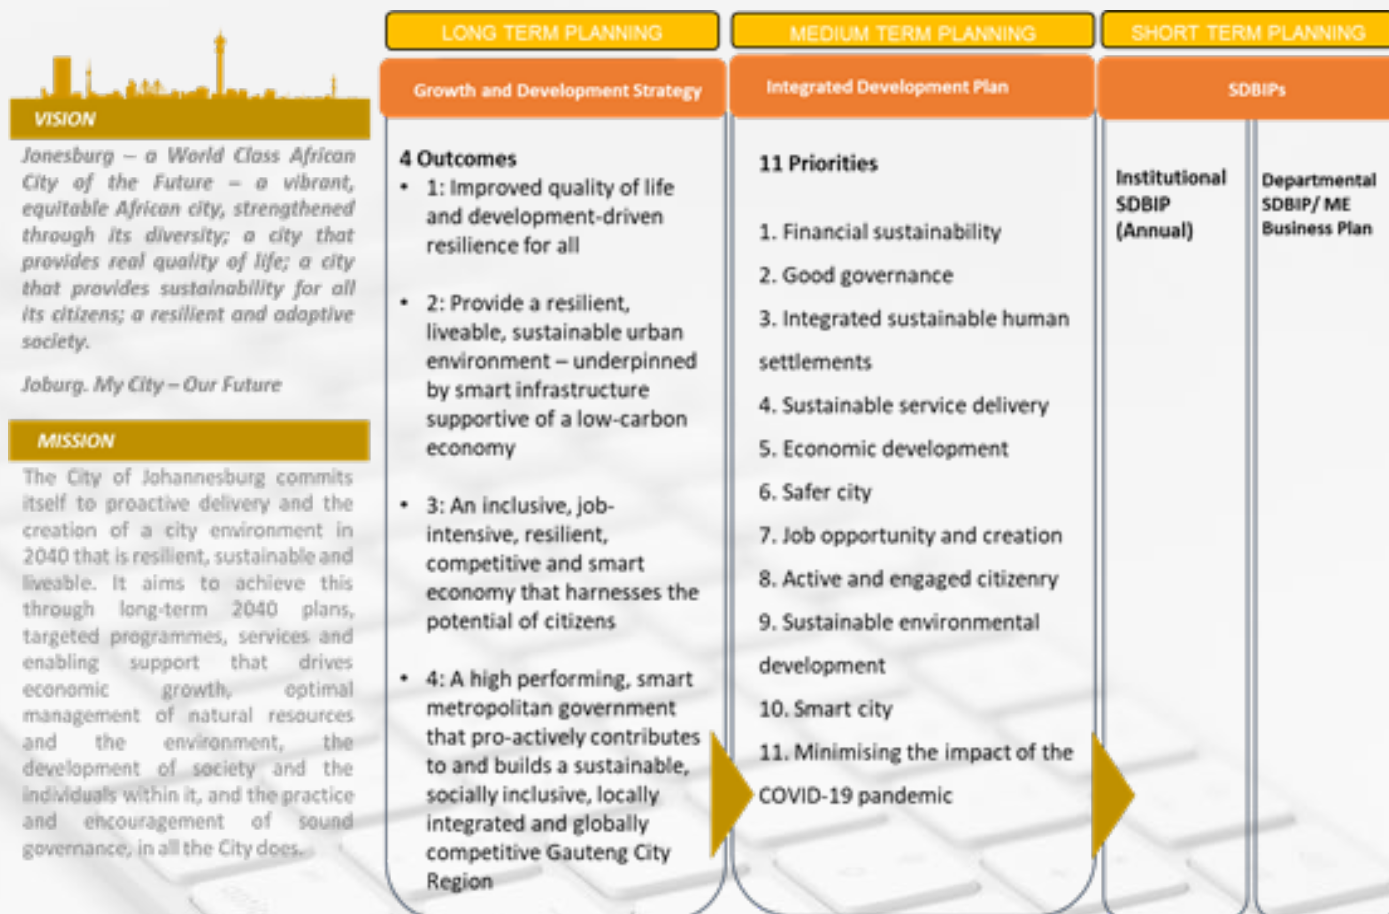 VISION
Jonesburg – a World Class African
City of the Future – a vibrant,
equitable African city, strengthened
through its diversity; a city that
provides real quality of life; a city
that provides sustainability for all
its citizens; a resilient and adaptive
society.
Joburg. My City – Our Future
MISSION
The City of Johannesburg commits
itself to proactive delivery and the
creation of a city environment in
2040 that is resilient, sustainable and
liveable. It aims to achieve this
through long-term 2040 plans,
targeted programmes, services and
enabling support that drives
economic growth, optimal
management of natural resources
and the environment, the
development of society and the
individuals within it, and the practice
and encouragement of sound
governance, in all the City does.
LONG TERM PLANNING
Growth and Development Strategy
4 Outcomes
• 1: Improved quality of life
and development-driven
resilience for all
• 2: Provide a resilient,
liveable, sustainable urban
environment – underpinned
by smart infrastructure
supportive of a low-carbon
economy
• 3: An inclusive, job-
intensive, resilient,
competitive and smart
economy that harnesses the
potential of citizens
• 4: A high performing, smart
metropolitan government
that pro-actively contributes
to and builds a sustainable,
socially inclusive, locally
integrated and globally
competitive Gauteng City
Region
MEDIUM TERM PLANNING
Integrated Development Plan
11 Priorities
1. Financial sustainability
2. Good governance
3. Integrated sustainable human
settlements
4. Sustainable service delivery
5. Economic development
6. Safer city
7. Job opportunity and creation
8. Active and engaged citizenry
9. Sustainable environmental
development
10. Smart city
11. Minimising the impact of the
COVID-19 pandemic
SHORT TERM PLANNING
SDBIPs
Institutional
SDBIP
(Annual)
Departmental
SDBIP/ ME
Business Plan